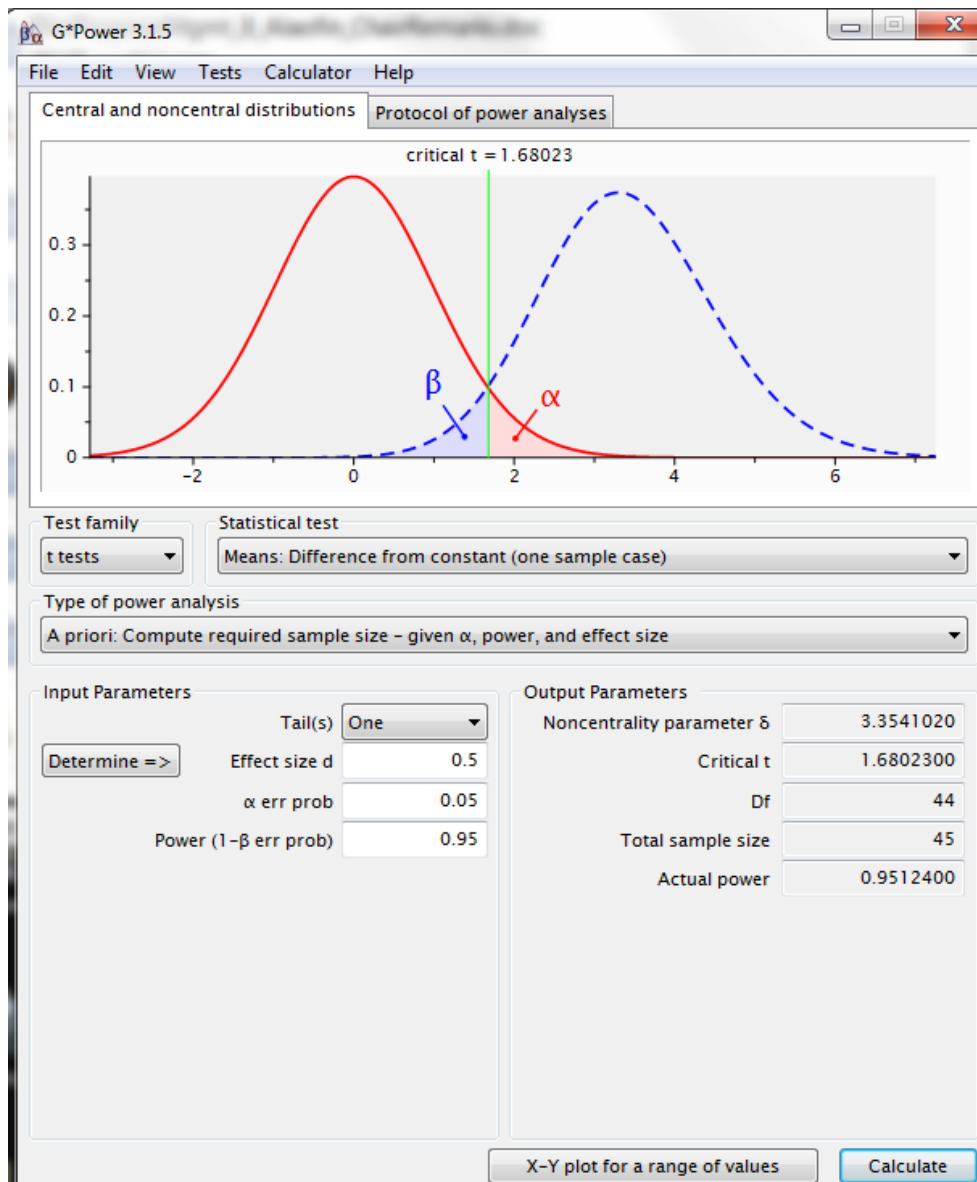 G*Power 3.1.5
File Edit View Tests Calculator Help
Central and noncentral distributions Protocol of power analyses
critical t = 1.68023
0.3
0.2
β α
0.1
0
-2 0 2 4 6
Test family Statistical test
t tests Means: Difference from constant (one sample case)
Type of power analysis
A priori: Compute required sample size – given α, power, and effect size
Input Parameters Output Parameters
Tail(s) One Noncentrality parameter δ 3.3541020
Determine => Effect size d 0.5 Critical t 1.6802300
α err prob 0.05 Df 44
Power (1-β err prob) 0.95 Total sample size 45
Actual power 0.9512400
X-Y plot for a range of values Calculate